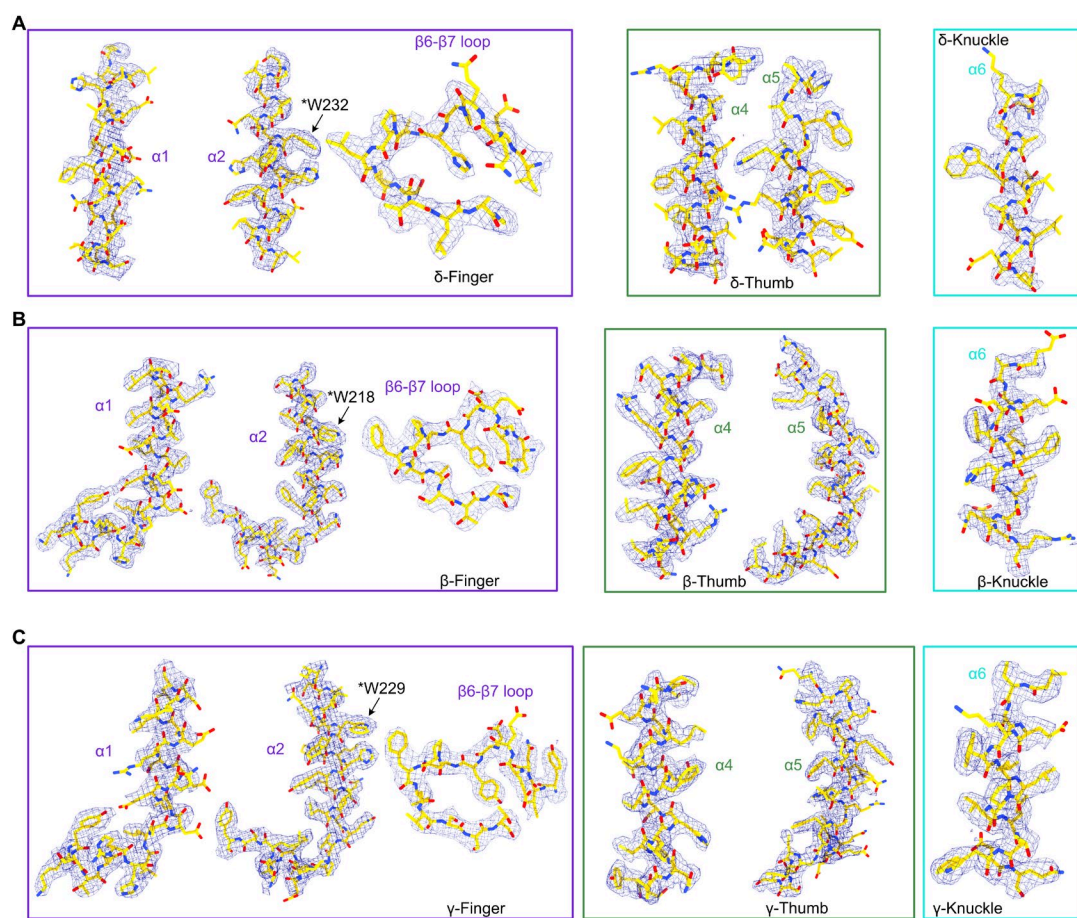 A
β6-β7 loop
*W232
α1
α2
δ-Finger
α5
α4
δ-Thumb
δ-Knuckle
α6
B
α1
*W218
α2
β6-β7 loop
β-Finger
α4
α5
β-Thumb
α6
β-Knuckle
C
α1
*W229
α2
β6-β7 loop
γ-Finger
α4
α5
γ-Thumb
α6
γ-Knuckle